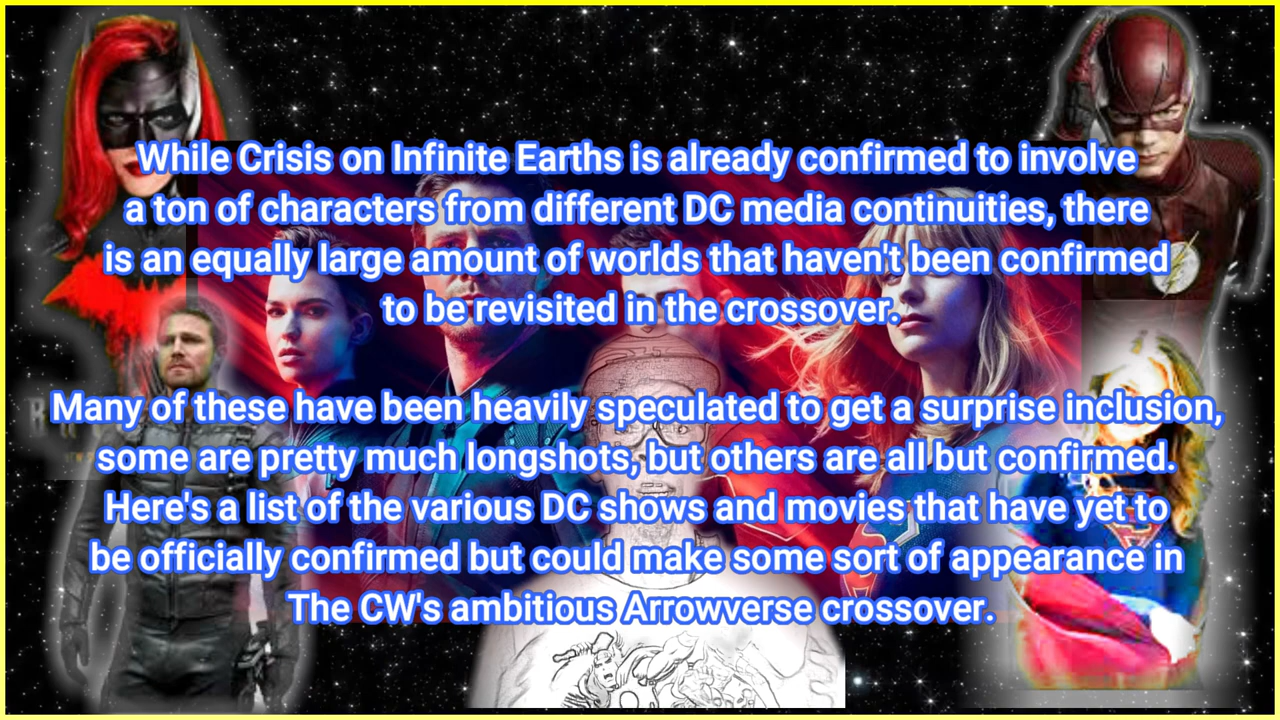 While Crisis on Infinite Earths is already confirmed to involve
a ton of characters from different DC media continuities, there
is an equally large amount of worlds that haven't been confirmed
to be revisited in the crossover.
Many of these have been heavily speculated to get a surprise inclusion,
some are pretty much longshots, but others are all but confirmed.
Here's a list of the various DC shows and movies that have yet to
be officially confirmed but could make some sort of appearance in
The CW's ambitious Arrowverse crossover.